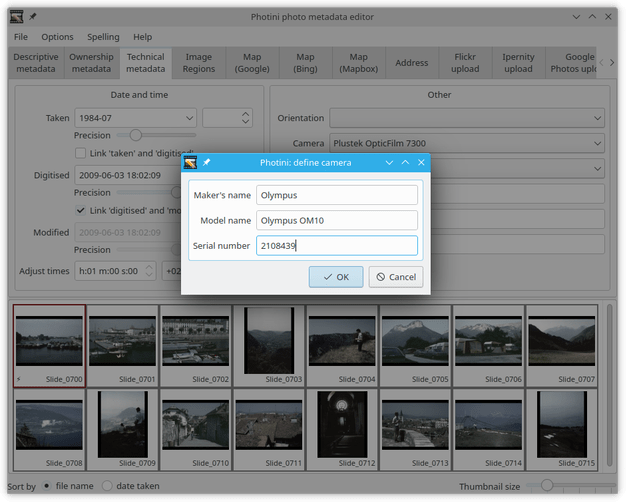 Photini photo metadata editor
File Options Spelling Help
Descriptive metadata
Ownership metadata
Technical metadata
Image Regions
Map (Google)
Map (Bing)
Map (Mapbox)
Address
Flickr upload
Ipernity upload
Google
Photos
Date and time
Other
Taken 1984-07
Precision
Link 'taken' and 'digitised'
Digitised 2009-06-03 18:02:09
Precision
Link 'digitised' and
Modified 2009-06-03 18:02:09
Precision
Adjust times h:01 m:00 s:00 +02
Orientation
Camera Plustek OpticFilm 7300
Photini: define camera
Maker's name Olympus
Model name Olympus OM10
Serial number 2108439
OK Cancel
Slide_0700 Slide_0701 Slide_0702 Slide_0703 Slide_0704 Slide_0705 Slide_0706 Slide_0707
Slide_0708 Slide_0709 Slide_0710 Slide_0711 Slide_0712 Slide_0713 Slide_0714 Slide_0715
Sort by file name date taken Thumbnail size